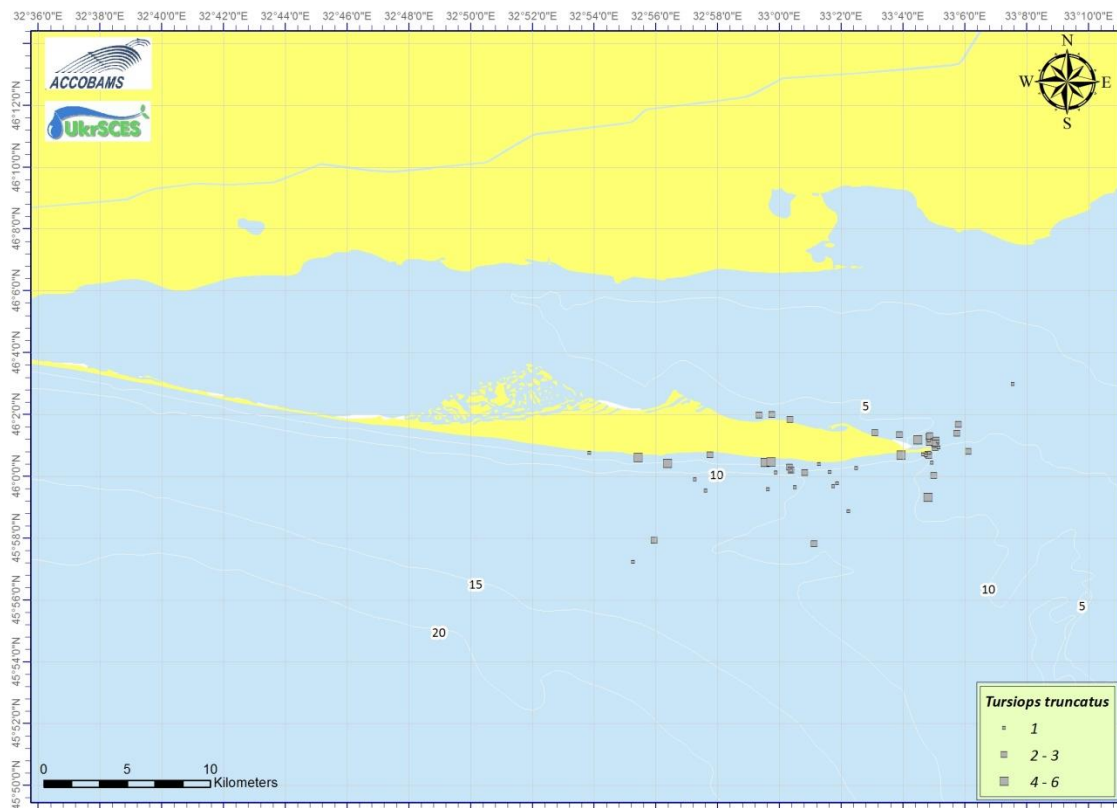 32°36'0"E 32°38'0"E 32°40'0"E 32°42'0"E 32°44'0"E 32°46'0"E 32°48'0"E 32°50'0"E 32°52'0"E 32°54'0"E 32°56'0"E 32°58'0"E 33°0'0"E 33°2'0"E 33°4'0"E 33°6'0"E 33°8'0"E 33°10'0"E
ACCOBAMS
UkrSCES
N
W E
S
46°12'0"N
46°10'0"N
46°8'0"N
46°6'0"N
46°4'0"N
46°2'0"N
46°0'0"N
45°58'0"N
45°56'0"N
45°54'0"N
45°52'0"N
45°50'0"N
5
10
15
10
5
20
Tursiops truncatus
1
2 - 3
4 - 6
0 5 10
Kilometers